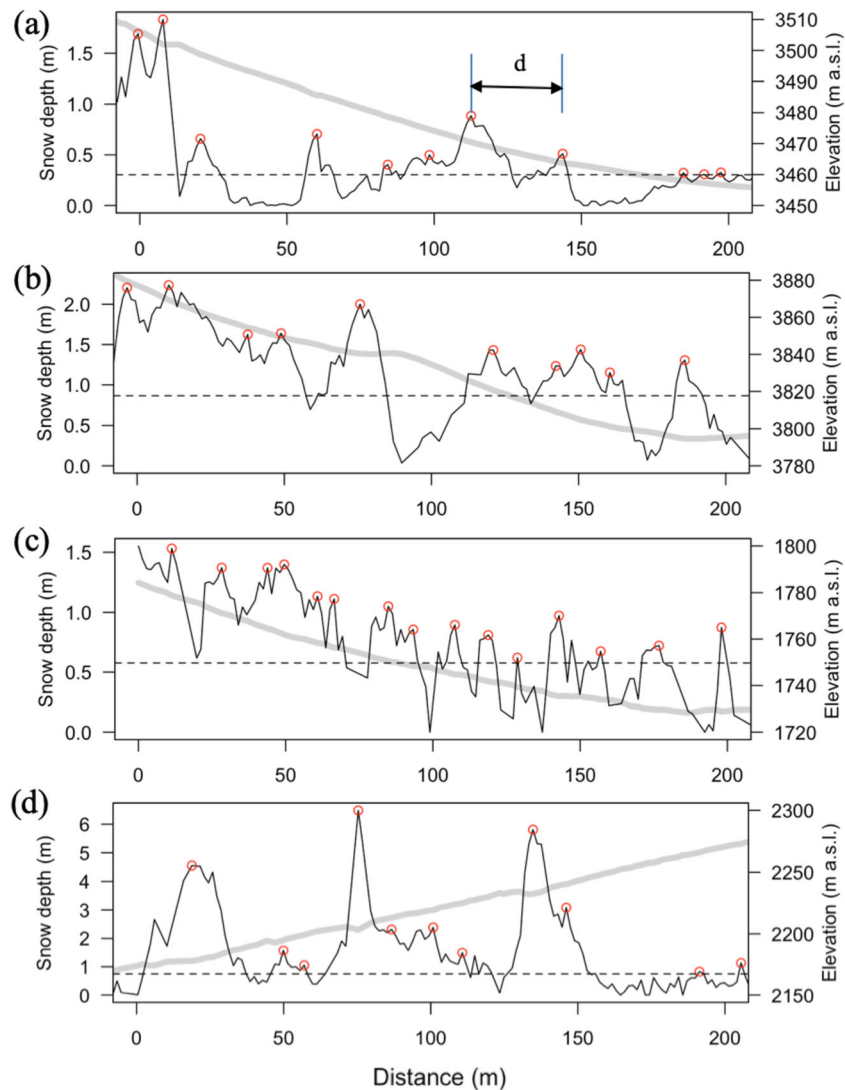 (a)
d
Snow depth (m)
1.5
1.0
0.5
0.0
3510
3500
3490
3480
3470
3460
3450
Elevation (m a.s.l.)
0 50 100 150 200
(b)
Snow depth (m)
2.0
1.5
1.0
0.5
0.0
3880
3860
3840
3820
3800
3780
Elevation (m a.s.l.)
0 50 100 150 200
(c)
Snow depth (m)
1.5
1.0
0.5
0.0
1800
1780
1760
1740
1720
Elevation (m a.s.l.)
0 50 100 150 200
(d)
Snow depth (m)
6
5
4
3
2
1
0
2300
2250
2200
2150
Elevation (m a.s.l.)
0 50 100 150 200
Distance (m)